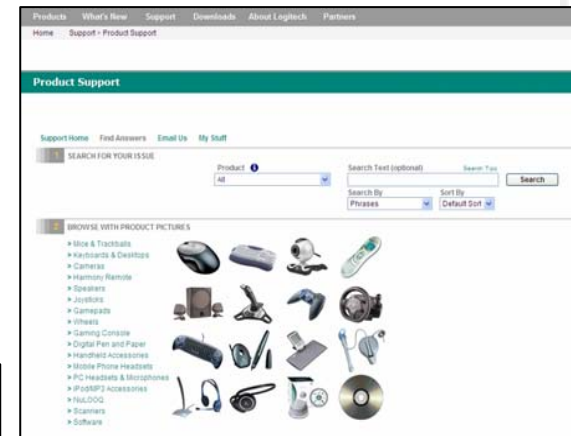 Products What's New Support Downloads About Logitech Partners
Home Support > Product Support
Product Support
Support Home Find Answers Email Us My Stuff
1 SEARCH FOR YOUR ISSUE
Product Search Text (optional) Search Tips
All Search
Search By Sort By
Phrases Default Sort
2 BROWSE WITH PRODUCT PICTURES
» Mice & Trackballs
» Keyboards & Desktops
» Cameras
» Harmony Remote
» Speakers
» Joysticks
» Gamepads
» Wheels
» Gaming Console
» Digital Pen and Paper
» Handheld Accessories
» Mobile Phone Headsets
» PC Headsets & Microphones
» iPod/MP3 Accessories
» NuLOOQ
» Scanners
» Software